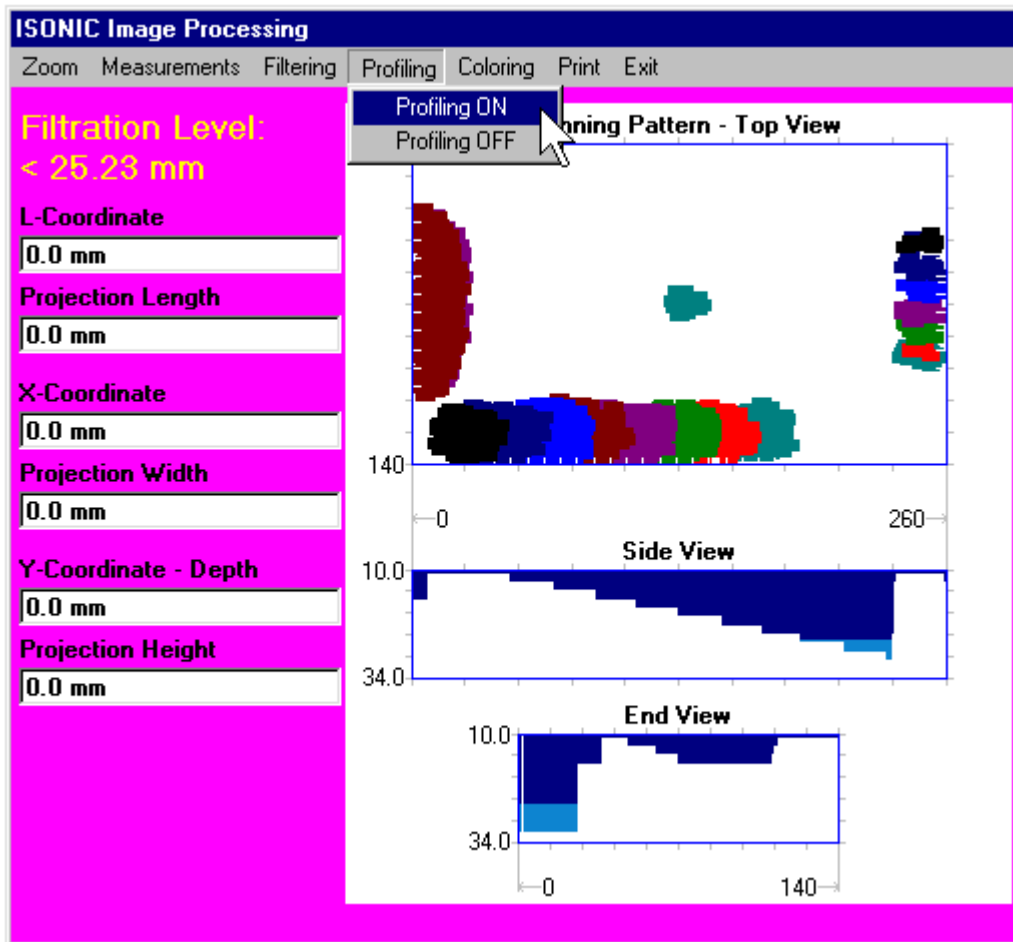 ISONIC Image Processing
Zoom Measurements Filtering Profiling Coloring Print Exit
Profiling ON
Profiling OFF
Filtration Level:
< 25.23 mm
L-Coordinate
0.0 mm
Projection Length
0.0 mm
X-Coordinate
0.0 mm
Projection Width
0.0 mm
Y-Coordinate - Depth
0.0 mm
Projection Height
0.0 mm
Pattern - Top View
140
0 260
Side View
10.0
34.0
End View
10.0
34.0
0 140